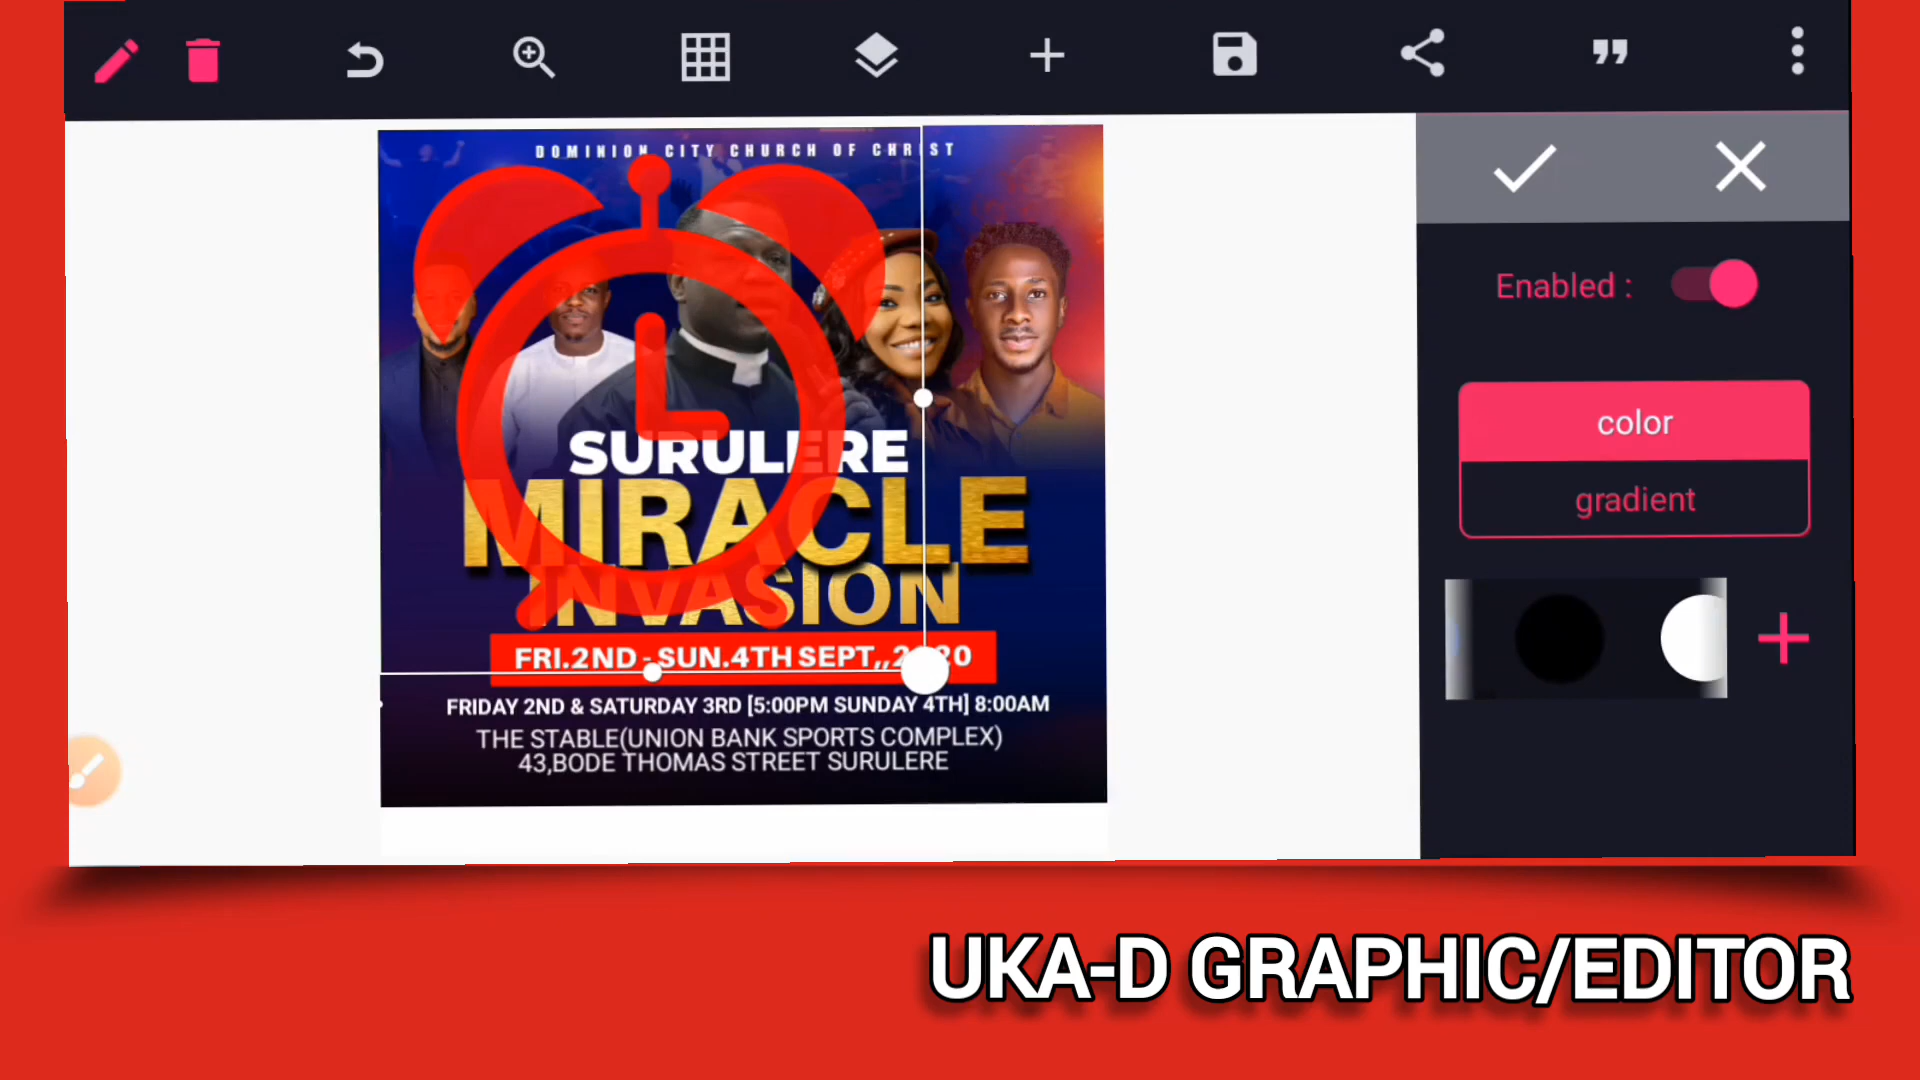 DOMINION CITY CHURCH OF CHRIST
Enabled :
color
gradient
SURULERE
MIRACLE
INVASION
FRI.2ND - SUN.4TH SEPT,,2020
FRIDAY 2ND & SATURDAY 3RD [5:00PM SUNDAY 4TH] 8:00AM
THE STABLE(UNION BANK SPORTS COMPLEX)
43,BODE THOMAS STREET SURULERE
UKA-D GRAPHIC/EDITOR